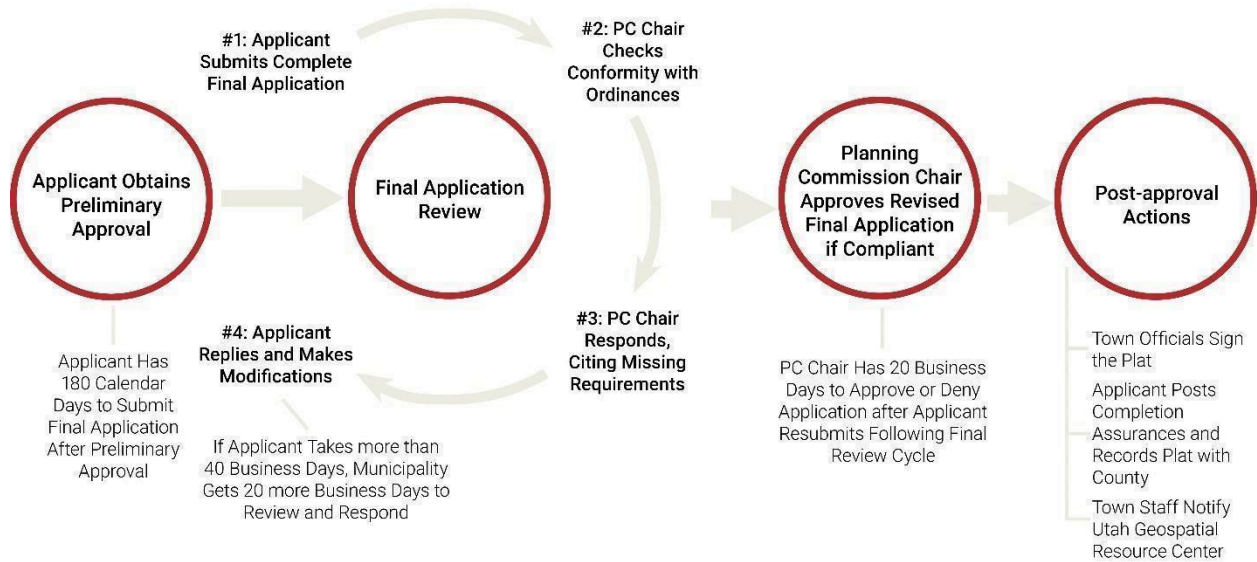 #1: Applicant
Submits Complete
Final Application
#2: PC Chair
Checks
Conformity with
Ordinances
Applicant Obtains
Preliminary
Approval
Final Application
Review
Planning
Commission Chair
Approves Revised
Final Application
if Compliant
Post-approval
Actions
#4: Applicant
Replies and Makes
Modifications
#3: PC Chair
Responds,
Citing Missing
Requirements
Applicant Has
180 Calendar
Days to Submit
Final Application
After Preliminary
Approval
If Applicant Takes more than
40 Business Days, Municipality
Gets 20 more Business Days to
Review and Respond
PC Chair Has 20 Business
Days to Approve or Deny
Application after Applicant
Resubmits Following Final
Review Cycle
Town Officials Sign
the Plat
Applicant Posts
Completion
Assurances and
Records Plat with
County
Town Staff Notify
Utah Geospatial
Resource Center